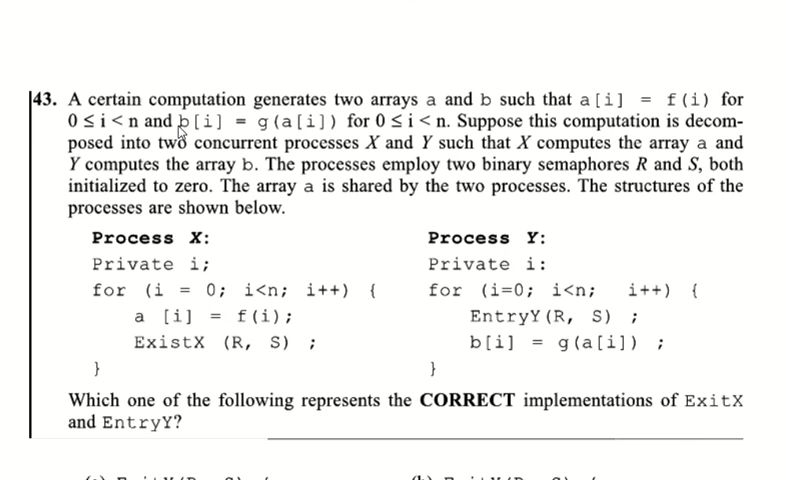 43. A certain computation generates two arrays a and b such that a[i] = f(i) for
0 ≤ i < n and b[i] = g(a[i]) for 0 ≤ i < n. Suppose this computation is decom-
posed into two concurrent processes X and Y such that X computes the array a and
Y computes the array b. The processes employ two binary semaphores R and S, both
initialized to zero. The array a is shared by the two processes. The structures of the
processes are shown below.
Process X:
Private i;
for (i = 0; i<n; i++) {
a [i] = f(i);
ExistX (R, S) ;
}
Process Y:
Private i:
for (i=0; i<n; i++) {
EntryY(R, S) ;
b[i] = g(a[i]) ;
}
Which one of the following represents the CORRECT implementations of ExitX
and EntryY?